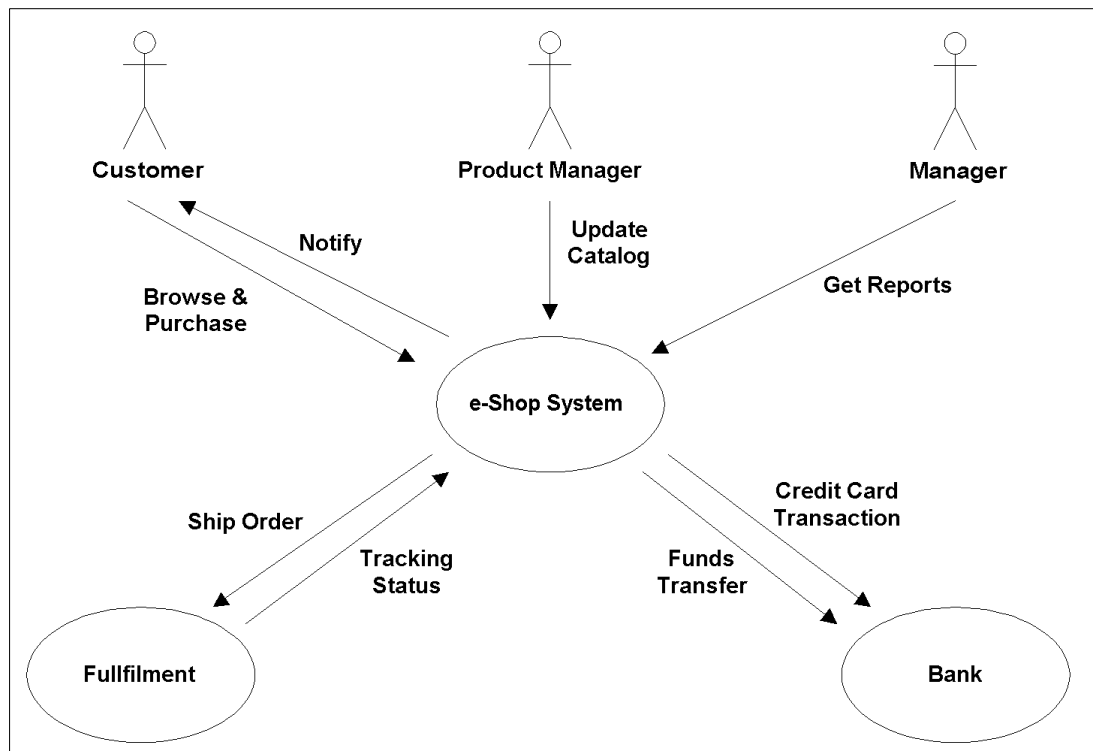 Customer
Product Manager
Manager
Notify
Update
Catalog
Browse &
Purchase
Get Reports
e-Shop System
Ship Order
Tracking
Status
Funds
Transfer
Credit Card
Transaction
Fullfilment
Bank